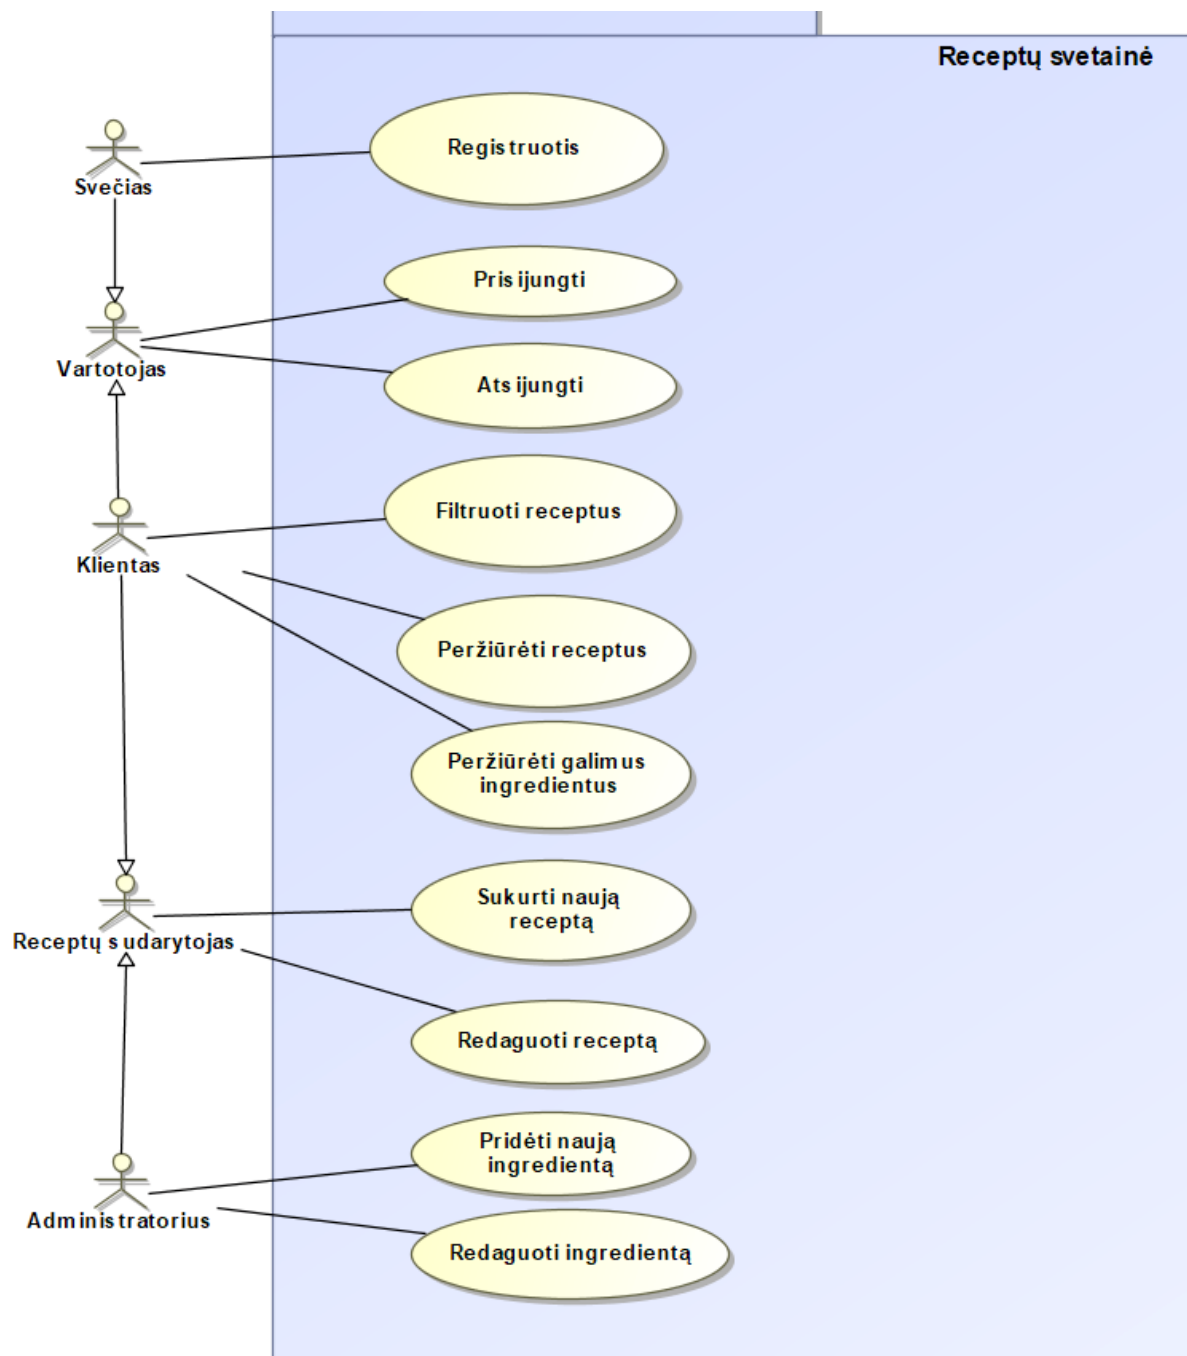 Receptų svetainė
Registruotis
Svečias
Prisijungti
Vartotojas
Atsijungti
Filtruoti receptus
Klientas
Peržiūrėti receptus
Peržiūrėti galimus
ingredientus
Sukurti naują
receptą
Receptų sudarytojas
Redaguoti receptą
Pridėti naują
ingredientą
Administratorius
Redaguoti ingredientą